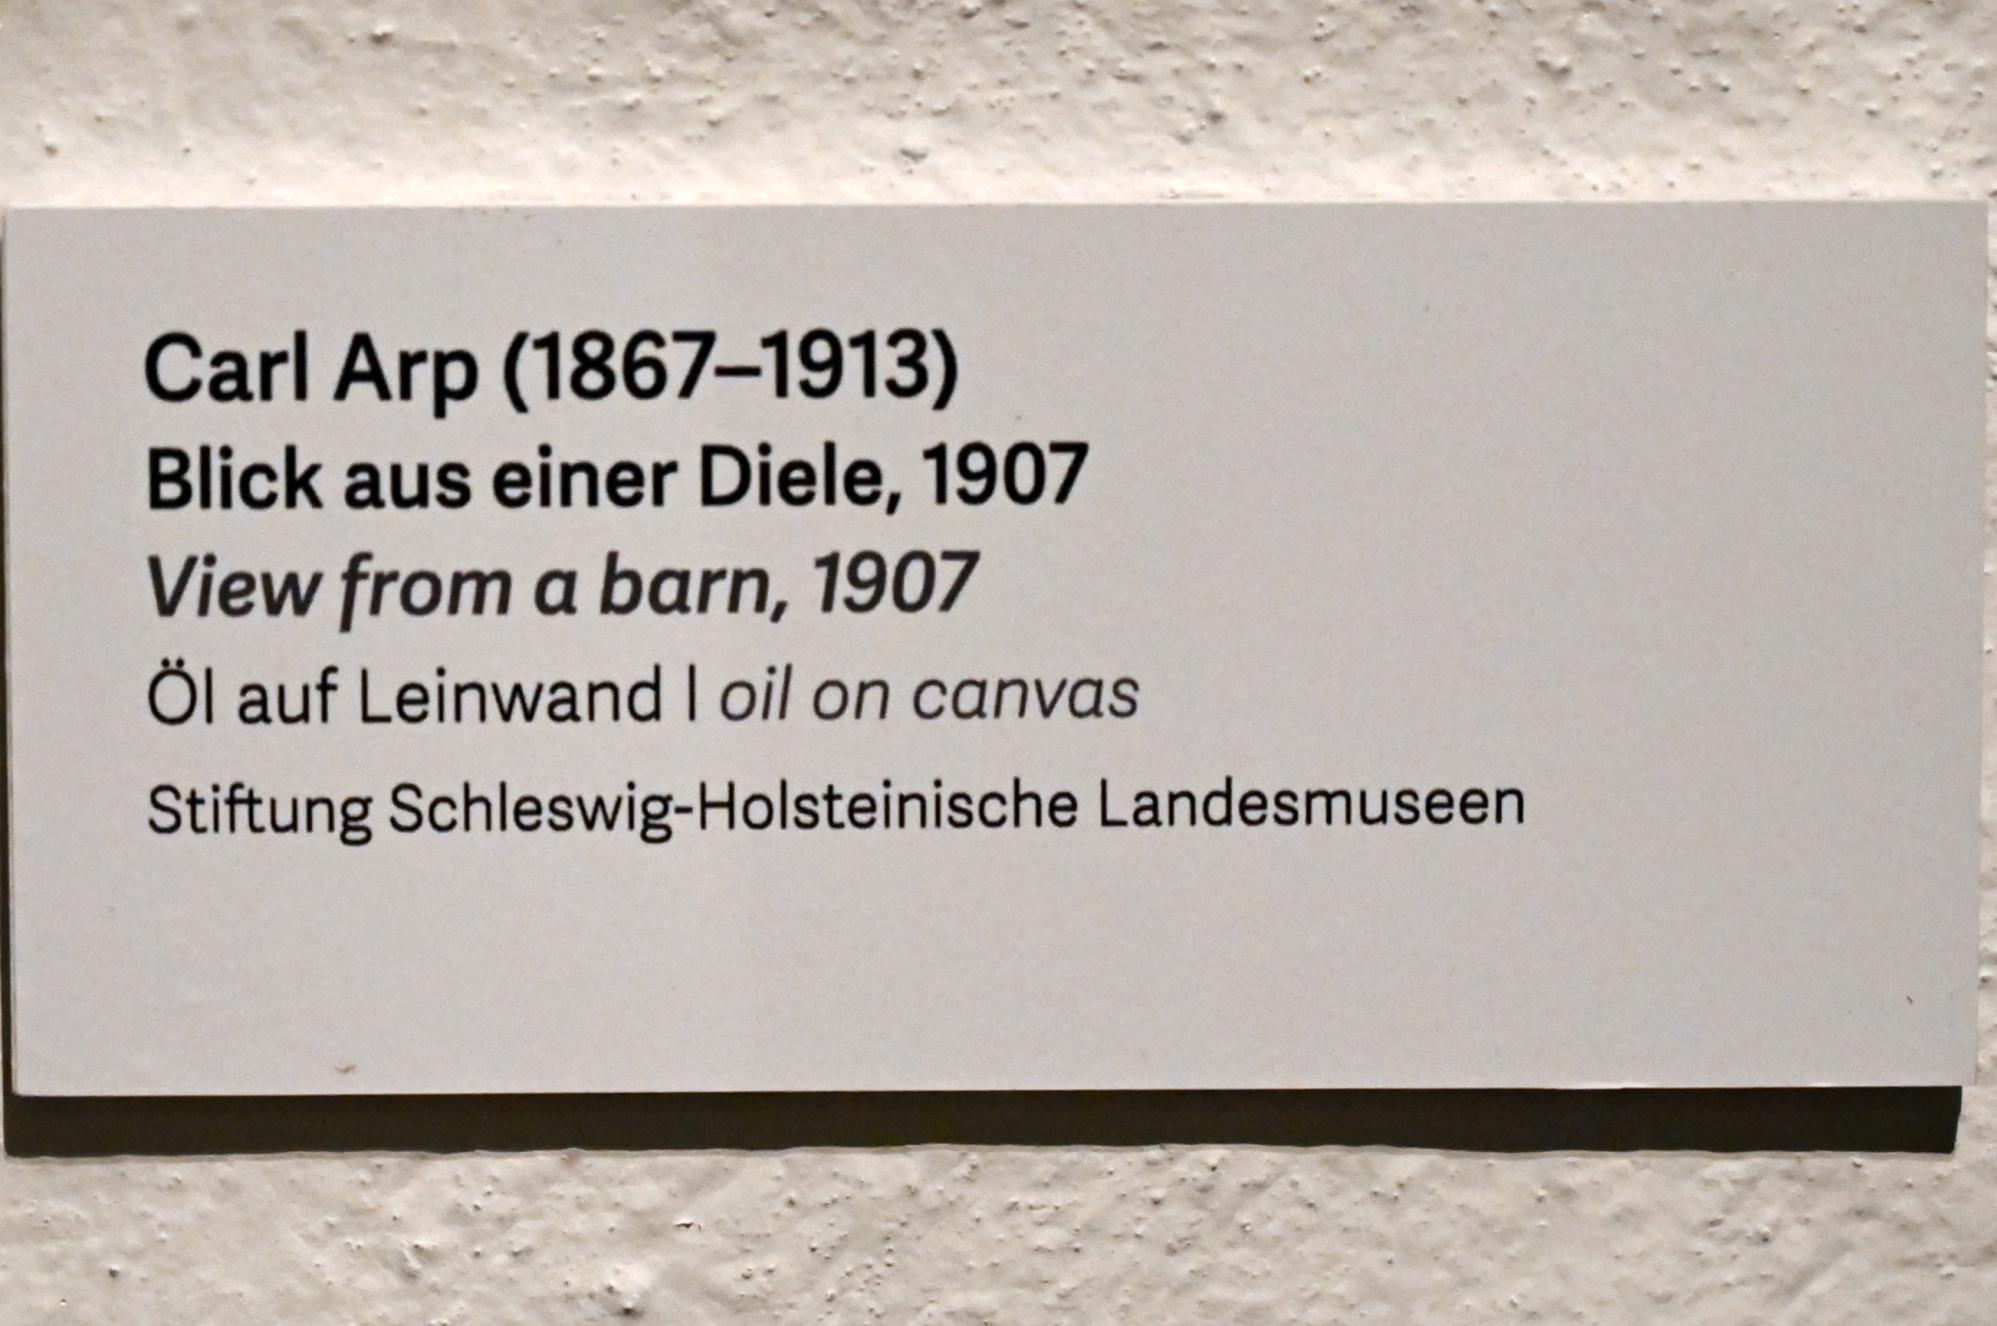 Carl Arp (1867–1913)
Blick aus einer Diele, 1907
View from a barn, 1907
Öl auf Leinwand | oil on canvas
Stiftung Schleswig-Holsteinische Landesmuseen